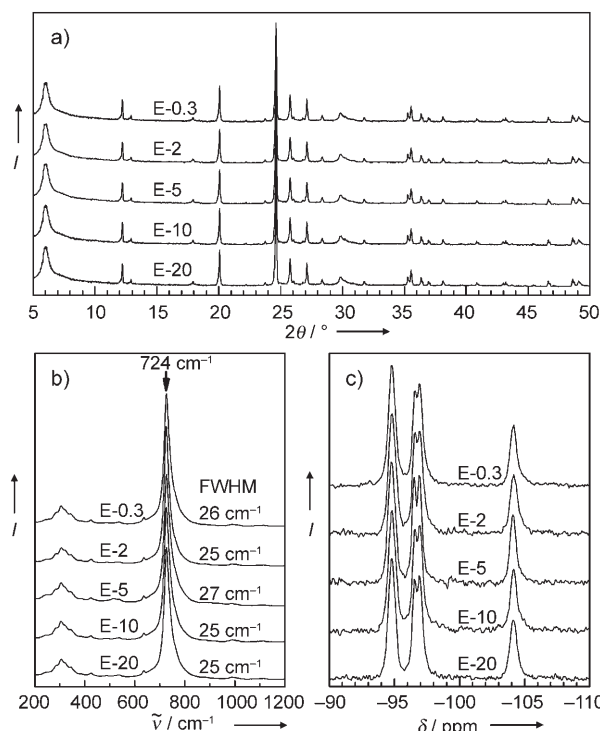 a)
E-0.3
E-2
E-5
E-10
E-20
I
5 10 15 20 25 30 35 40 45 50
2θ / °
b)
724 cm⁻¹
FWHM
E-0.3 26 cm⁻¹
E-2 25 cm⁻¹
E-5 27 cm⁻¹
E-10 25 cm⁻¹
E-20 25 cm⁻¹
I
200 400 600 800 1000 1200
ṽ / cm⁻¹
c)
E-0.3
E-2
E-5
E-10
E-20
I
–90 –95 –100 –105 –110
δ / ppm